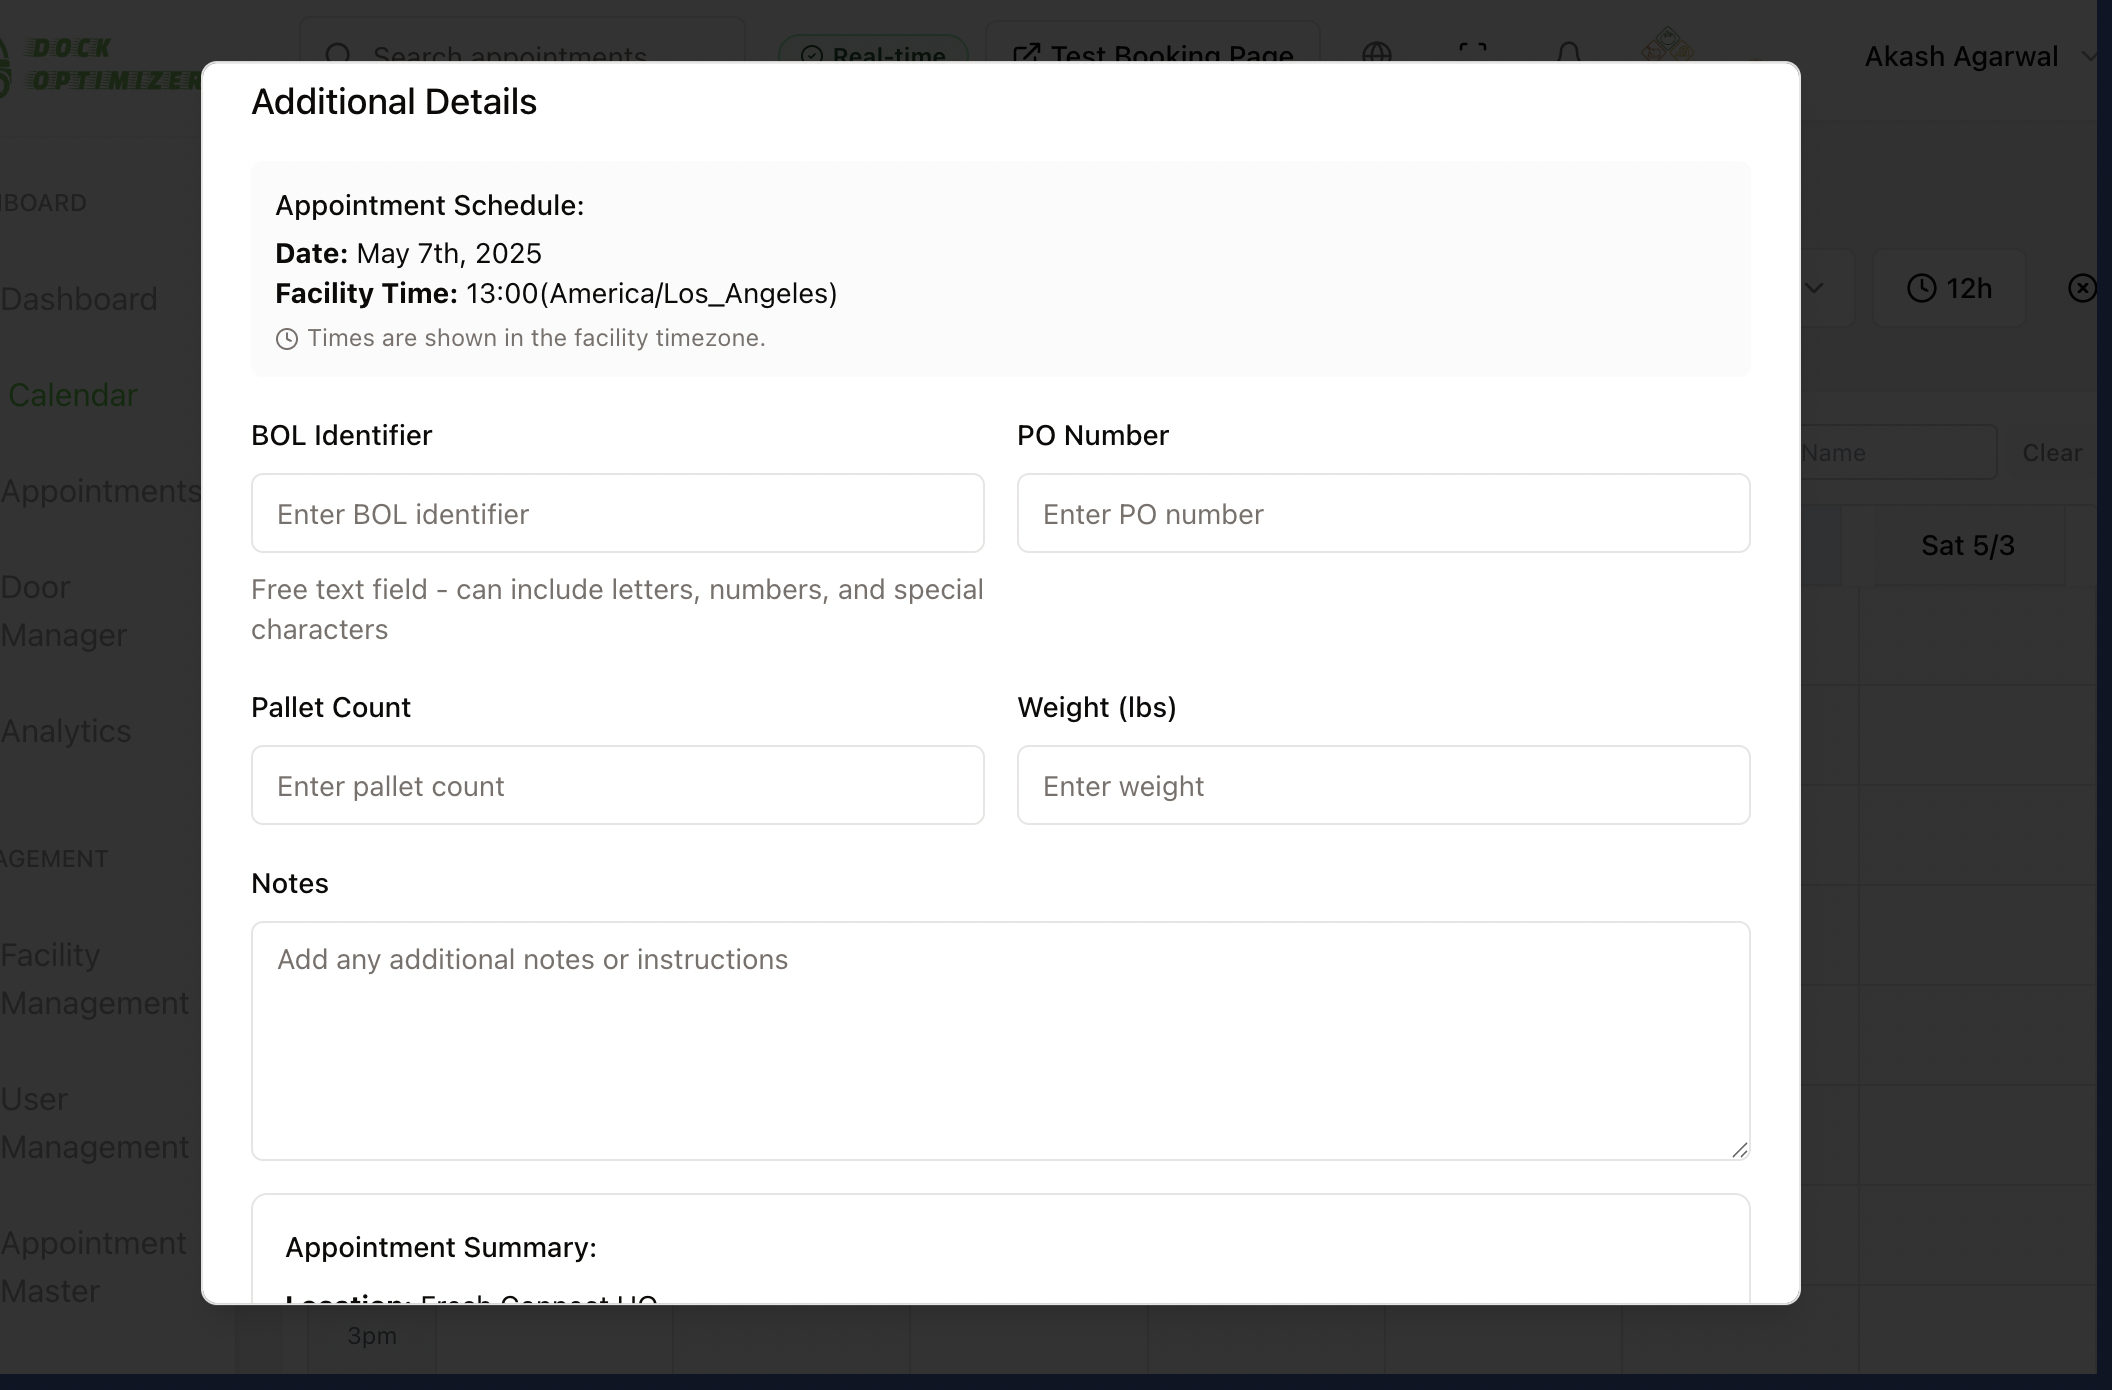 DOCK
OPTIMIZER
Search appointments
Real-time
Test Booking Page
Akash Agarwal
Additional Details
Appointment Schedule:
Date: May 7th, 2025
Facility Time: 13:00(America/Los_Angeles)
Times are shown in the facility timezone.
BOL Identifier
PO Number
Enter BOL identifier
Enter PO number
Free text field - can include letters, numbers, and special
characters
Pallet Count
Weight (lbs)
Enter pallet count
Enter weight
Notes
Add any additional notes or instructions
Appointment Summary:
Location: Fresh Connect HQ
BOARD
Dashboard
Calendar
Appointments
Door
Manager
Analytics
AGEMENT
Facility
Management
User
Management
Appointment
Master
12h
Name
Clear
Sat 5/3
3pm